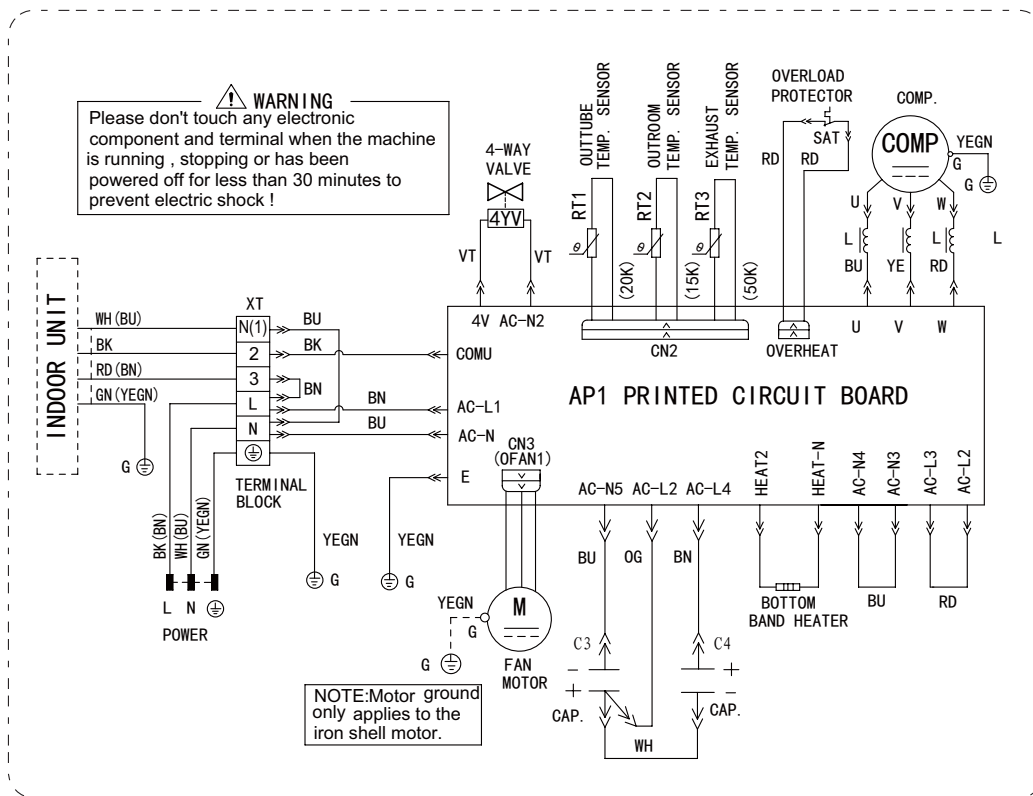 WARNING
Please don't touch any electronic
component and terminal when the machine
is running , stopping or has been
powered off for less than 30 minutes to
prevent electric shock !
4-WAY
VALVE
4YV
VT
VT
OUTTUBE
TEMP. SENSOR
OUTROOM
TEMP. SENSOR
EXHAUST
TEMP. SENSOR
RT1
RT2
RT3
θ
θ
θ
(20K)
(15K)
(50K)
OVERLOAD
PROTECTOR
SAT
RD
RD
COMP.
COMP
YEGN
G
G
U
V
W
L
L
L
L
BU
YE
RD
INDOOR UNIT
WH(BU)
BK
RD(BN)
GN(YEGN)
G
XT
N(1)
2
3
L
N
TERMINAL
BLOCK
BU
BK
BN
BN
BU
4V
AC-N2
CN2
OVERHEAT
U
V
W
COMU
AC-L1
AC-N
E
AP1 PRINTED CIRCUIT BOARD
CN3
(OFAN1)
AC-N5
AC-L2
AC-L4
HEAT2
HEAT-N
AC-N4
AC-N3
AC-L3
AC-L2
BK(BN)
WH(BU)
GN(YEGN)
L
N
POWER
YEGN
G
YEGN
G
YEGN
G
G
M
FAN
MOTOR
NOTE:Motor ground
only applies to the
iron shell motor.
BU
OG
BN
C3
C4
-
+
+
-
CAP.
CAP.
WH
BOTTOM
BAND HEATER
BU
RD